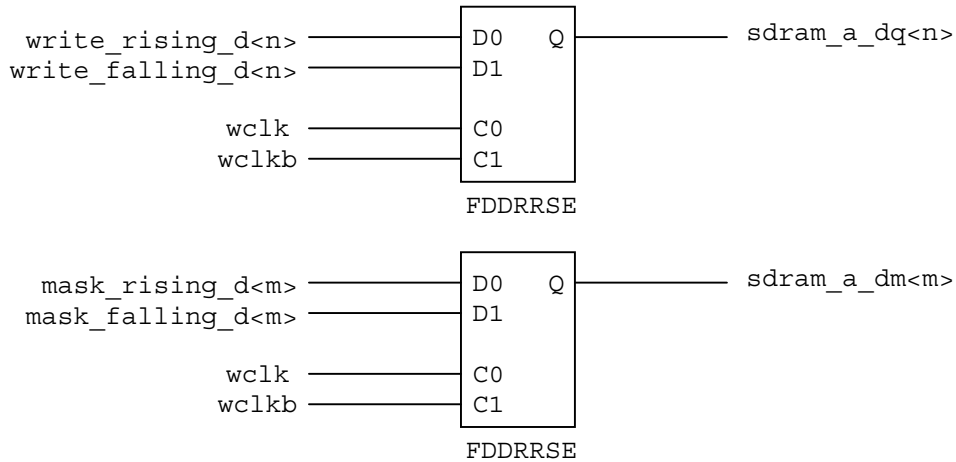 write_rising_d<n> D0 Q sdram_a_dq<n>
write_falling_d<n> D1
wclk C0
wclkb C1
FDDRRSE
mask_rising_d<m> D0 Q sdram_a_dm<m>
mask_falling_d<m> D1
wclk C0
wclkb C1
FDDRRSE